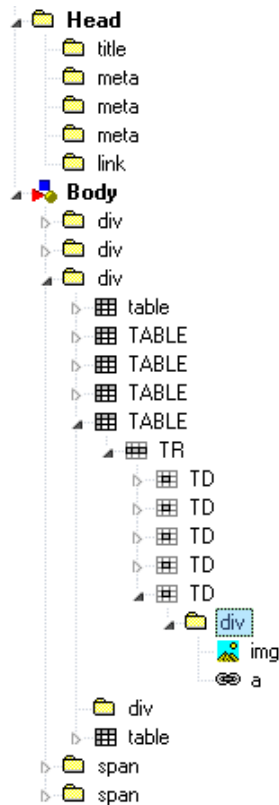 Head
title
meta
meta
meta
link
Body
div
div
div
table
TABLE
TABLE
TABLE
TABLE
TR
TD
TD
TD
TD
TD
div
img
a
div
table
span
span